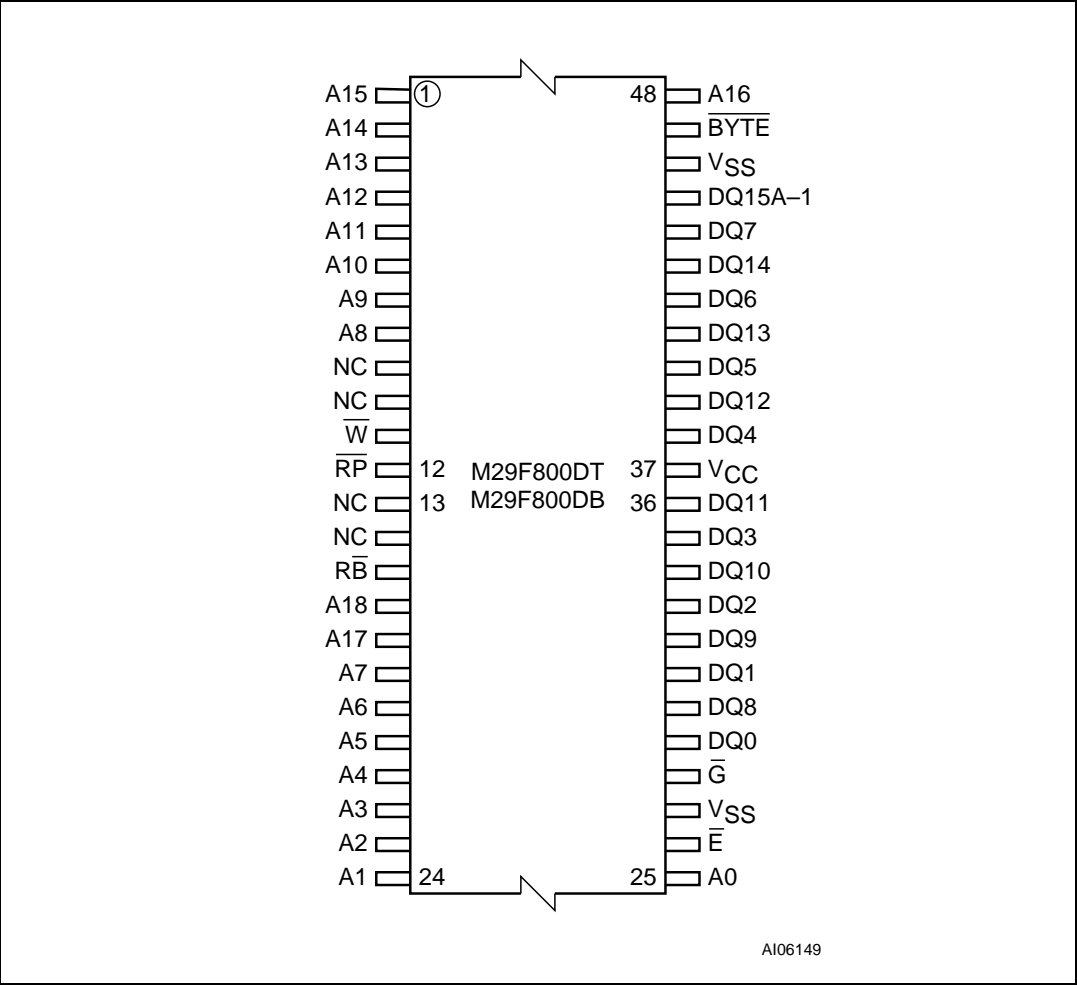 A15 1 48 A16
A14 B̅Y̅T̅E̅
A13 VSS
A12 DQ15A–1
A11 DQ7
A10 DQ14
A9 DQ6
A8 DQ13
NC DQ5
NC DQ12
W̅ DQ4
R̅P̅ 12 M29F800DT 37 VCC
NC 13 M29F800DB 36 DQ11
NC DQ3
RB̅ DQ10
A18 DQ2
A17 DQ9
A7 DQ1
A6 DQ8
A5 DQ0
A4 G̅
A3 VSS
A2 E̅
A1 24 25 A0
AI06149